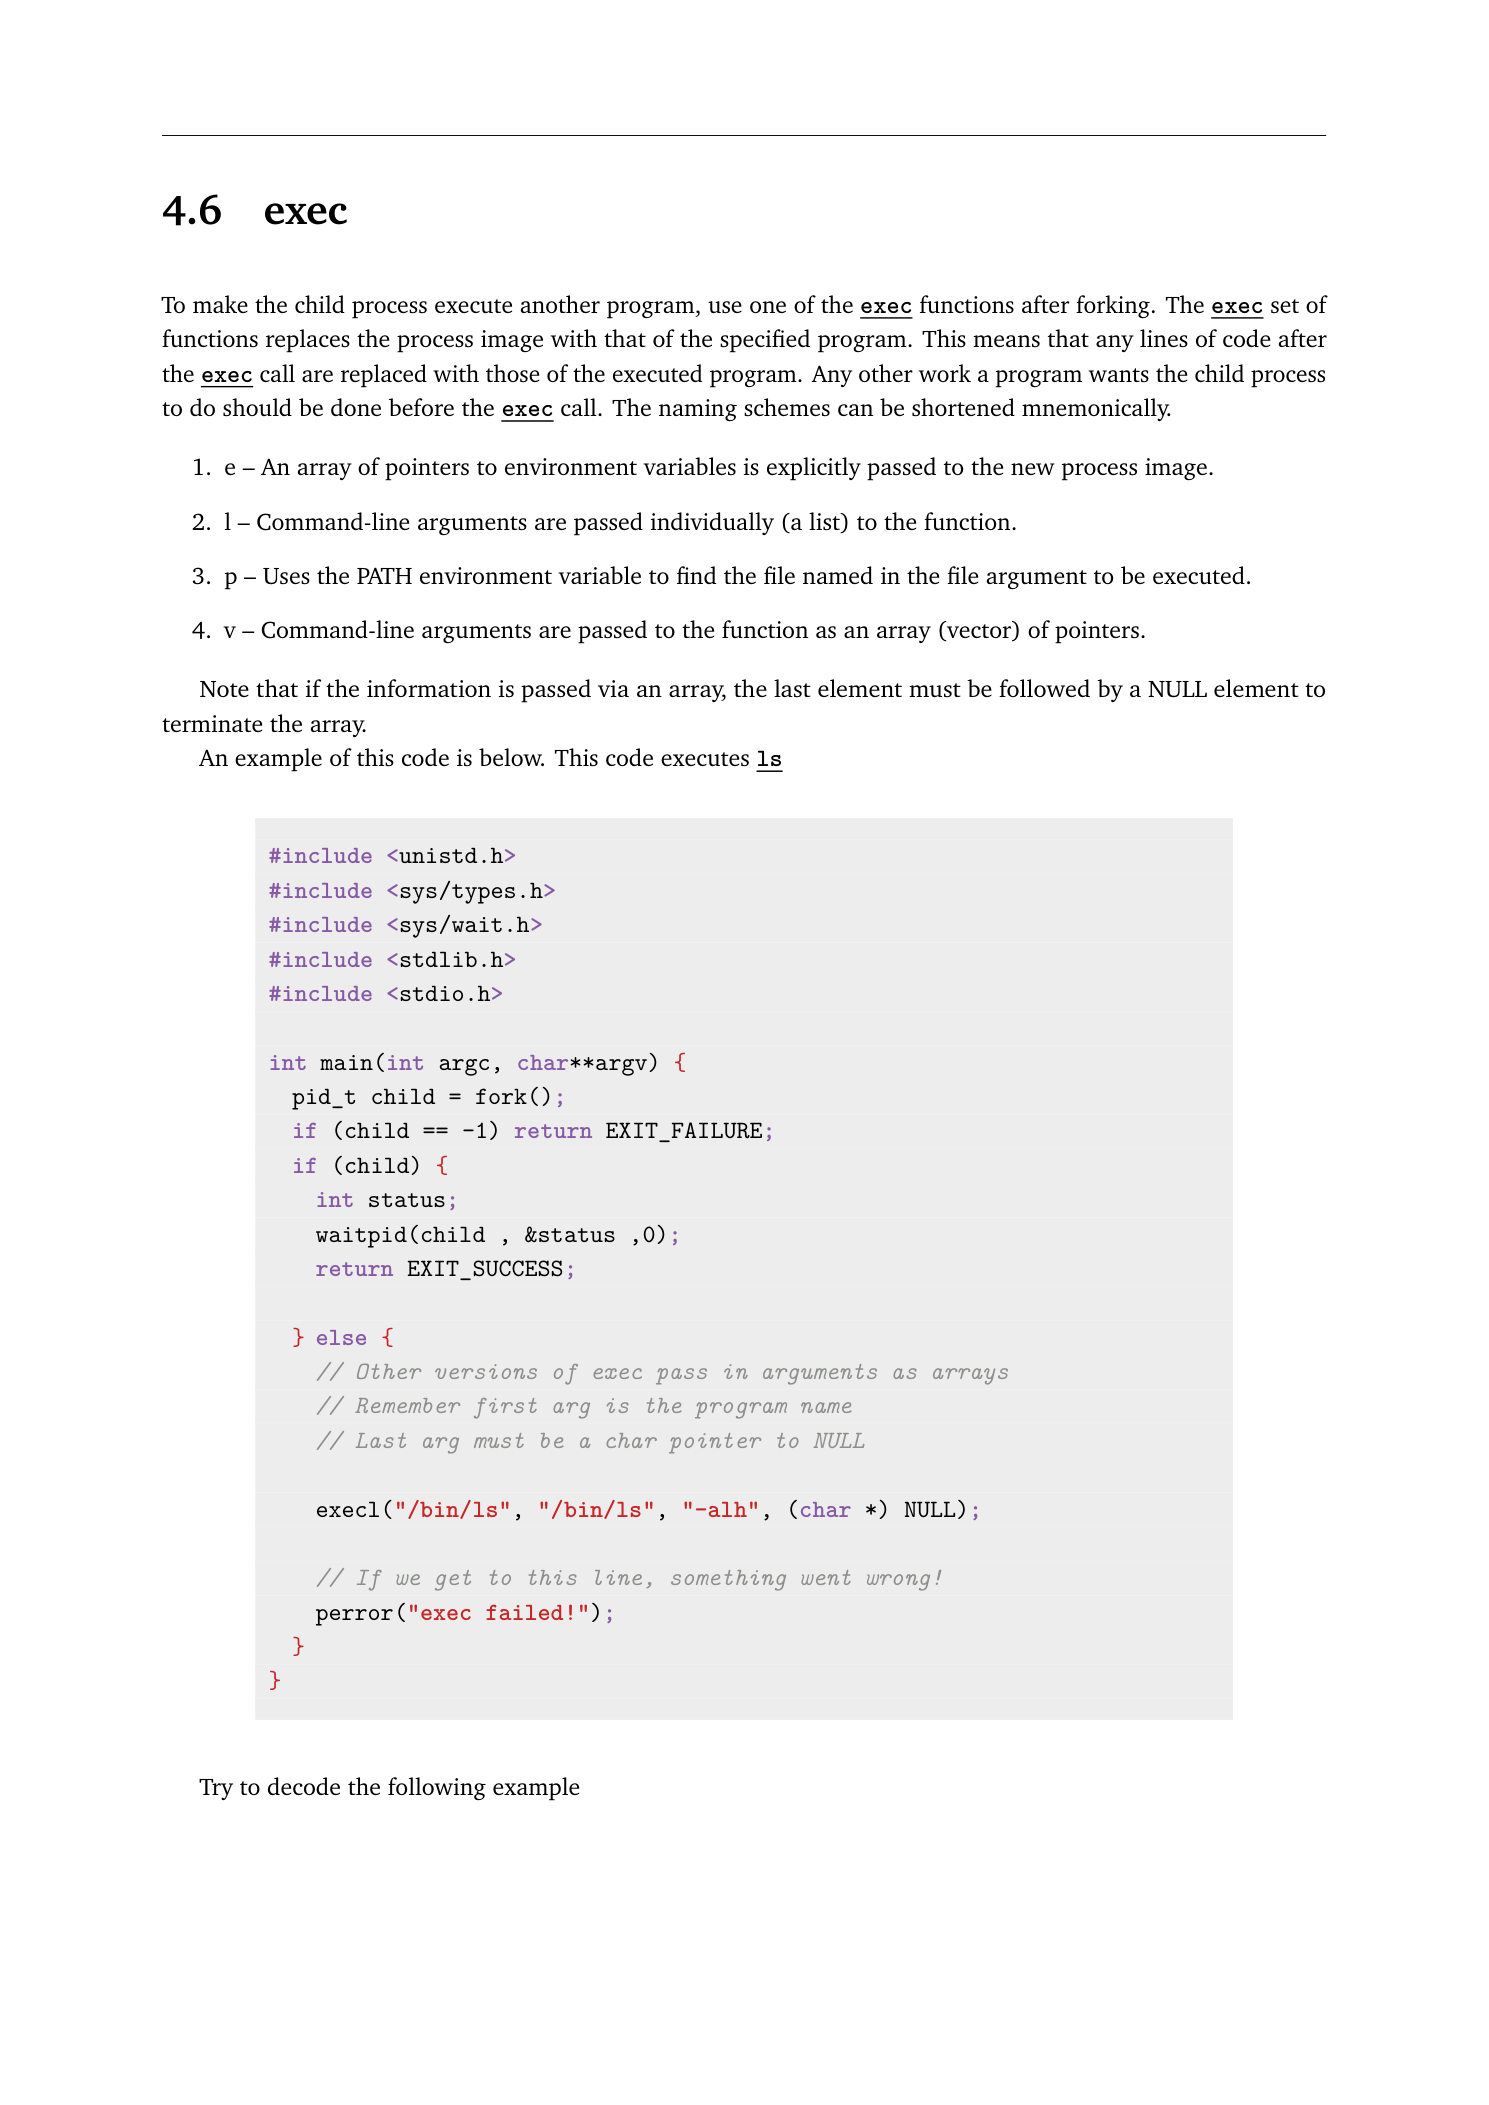 4.6 exec
To make the child process execute another program, use one of the exec functions after forking. The exec set of
functions replaces the process image with that of the specified program. This means that any lines of code after
the exec call are replaced with those of the executed program. Any other work a program wants the child process
to do should be done before the exec call. The naming schemes can be shortened mnemonically.
1. e – An array of pointers to environment variables is explicitly passed to the new process image.
2. l – Command-line arguments are passed individually (a list) to the function.
3. p – Uses the PATH environment variable to find the file named in the file argument to be executed.
4. v – Command-line arguments are passed to the function as an array (vector) of pointers.
Note that if the information is passed via an array, the last element must be followed by a NULL element to
terminate the array.
An example of this code is below. This code executes ls
#include <unistd.h>
#include <sys/types.h>
#include <sys/wait.h>
#include <stdlib.h>
#include <stdio.h>
int main(int argc, char**argv) {
  pid_t child = fork();
  if (child == -1) return EXIT_FAILURE;
  if (child) {
    int status;
    waitpid(child , &status ,0);
    return EXIT_SUCCESS;
  } else {
    // Other versions of exec pass in arguments as arrays
    // Remember first arg is the program name
    // Last arg must be a char pointer to NULL
    execl("/bin/ls", "/bin/ls", "-alh", (char *) NULL);
    // If we get to this line, something went wrong!
    perror("exec failed!");
  }
}
Try to decode the following example